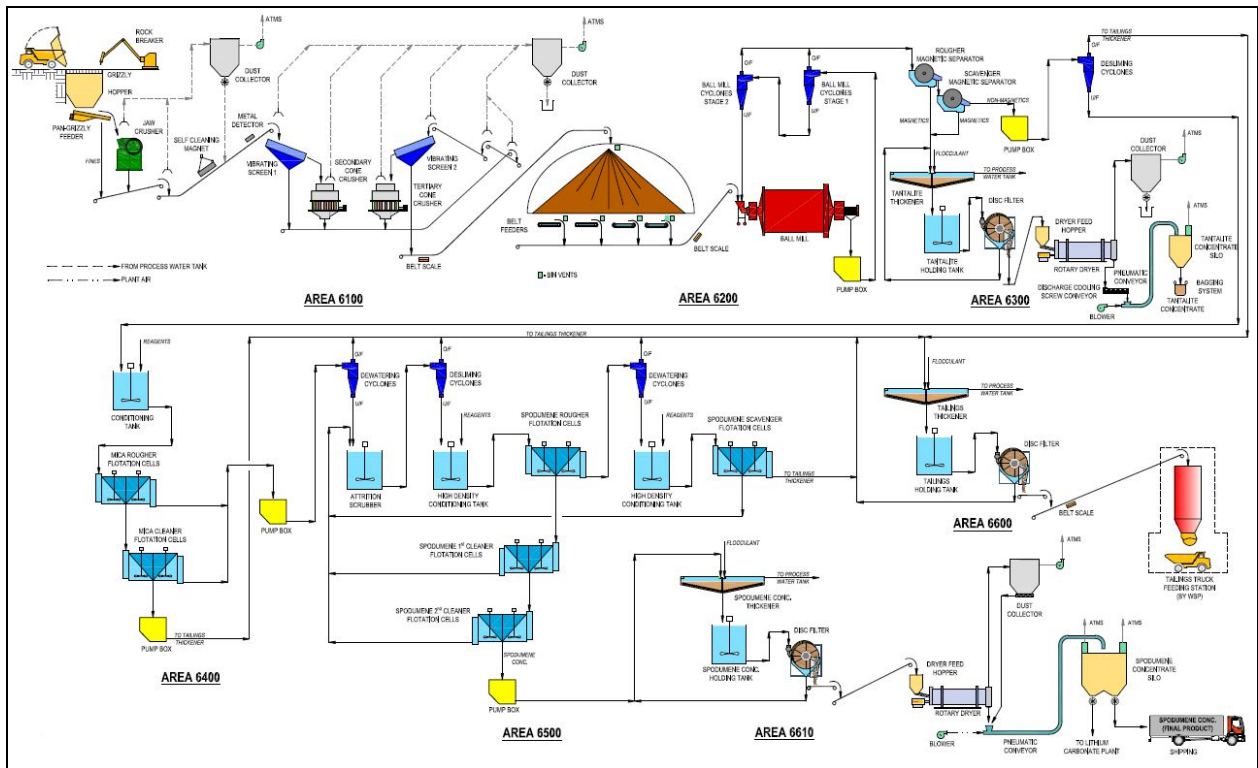 ROCK
BREAKER
GRIZZLY
HOPPER
PAN-GRIZZLY
FEEDER
JAW
CRUSHER
FINES
SELF CLEANING
MAGNET
METAL
DETECTOR
DUST
COLLECTOR
ATMS
VIBRATING
SCREEN 1
SECONDARY
CONE
CRUSHER
VIBRATING
SCREEN 2
TERTIARY
CONE
CRUSHER
DUST
COLLECTOR
ATMS
BELT SCALE
FROM PROCESS WATER TANK
PLANT AIR
AREA 6100
BELT
FEEDERS
= BIN VENTS
BELT SCALE
AREA 6200
BALL MILL
CYCLONES
STAGE 2
O/F
U/F
BALL MILL
CYCLONES
STAGE 1
O/F
U/F
BALL MILL
PUMP BOX
ROUGHER
MAGNETIC SEPARATOR
SCAVENGER
MAGNETIC SEPARATOR
NON-MAGNETICS
MAGNETICS
MAGNETICS
PUMP BOX
TO TAILINGS
THICKENER
O/F
DESLIMING
CYCLONES
U/F
FLOCCULANT
TO PROCESS
WATER TANK
TANTALITE
THICKENER
DISC FILTER
TANTALITE
HOLDING TANK
DRYER FEED
HOPPER
ROTARY DRYER
DUST
COLLECTOR
ATMS
ATMS
TANTALITE
CONCENTRATE
SILO
PNEUMATIC
CONVEYOR
DISCHARGE COOLING
SCREW CONVEYOR
BLOWER
BAGGING
SYSTEM
TANTALITE
CONCENTRATE
AREA 6300
TO TAILINGS THICKENER
REAGENTS
CONDITIONING
TANK
MICA ROUGHER
FLOTATION CELLS
MICA CLEANER
FLOTATION CELLS
PUMP BOX
TO TAILINGS
THICKENER
AREA 6400
PUMP BOX
O/F
DEWATERING
CYCLONES
U/F
ATTRITION
SCRUBBER
O/F
DESLIMING
CYCLONES
U/F
REAGENTS
HIGH DENSITY
CONDITIONING TANK
SPODUMENE ROUGHER
FLOTATION CELLS
O/F
DEWATERING
CYCLONES
U/F
REAGENTS
HIGH DENSITY
CONDITIONING TANK
SPODUMENE SCAVENGER
FLOTATION CELLS
TO TAILINGS
THICKENER
SPODUMENE 1st CLEANER
FLOTATION CELLS
SPODUMENE 2nd CLEANER
FLOTATION CELLS
SPODUMENE
CONC.
PUMP BOX
AREA 6500
FLOCCULANT
TO PROCESS
WATER TANK
TAILINGS
THICKENER
DISC FILTER
TAILINGS
HOLDING TANK
AREA 6600
BELT SCALE
TAILINGS TRUCK
FEEDING STATION
(BY WSP)
FLOCCULANT
TO PROCESS
WATER TANK
SPODUMENE CONC.
THICKENER
DISC FILTER
SPODUMENE CONC.
HOLDING TANK
AREA 6610
DRYER FEED
HOPPER
ROTARY DRYER
DUST
COLLECTOR
ATMS
BLOWER
PNEUMATIC
CONVEYOR
ATMS
ATMS
SPODUMENE
CONCENTRATE
SILO
TO LITHIUM
CARBONATE PLANT
SHIPPING
SPODUMENE CONC.
(FINAL PRODUCT)